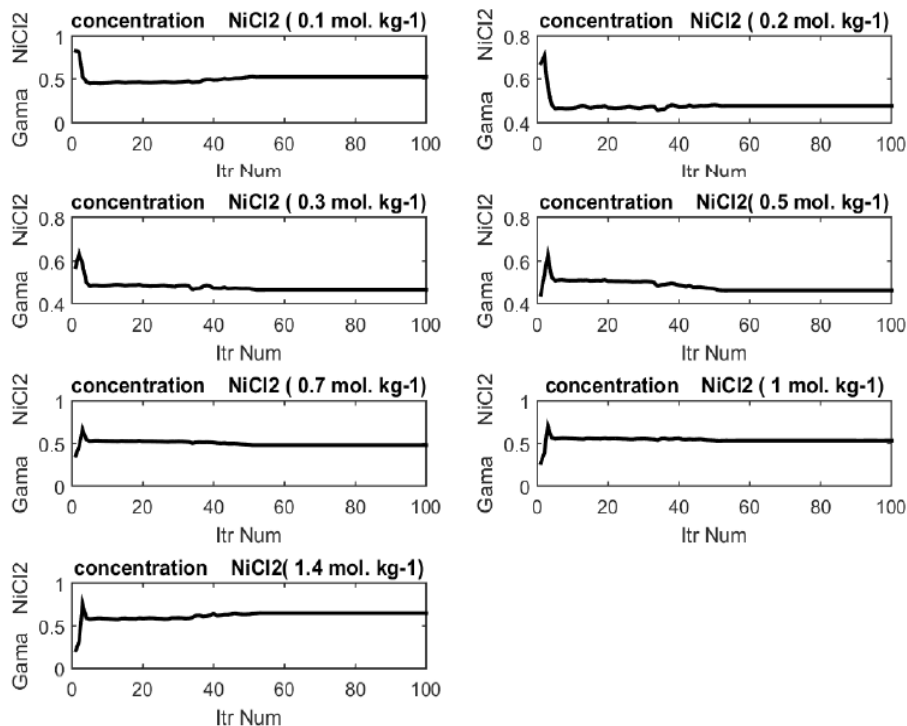 concentration NiCl2 ( 0.1 mol. kg-1)
Gama NiCl2
1
0.5
0
0 20 40 60 80 100
Itr Num
concentration NiCl2 ( 0.2 mol. kg-1)
Gama NiCl2
0.8
0.6
0.4
0 20 40 60 80 100
Itr Num
concentration NiCl2 ( 0.3 mol. kg-1)
Gama NiCl2
0.8
0.6
0.4
0 20 40 60 80 100
Itr Num
concentration NiCl2( 0.5 mol. kg-1)
Gama NiCl2
0.8
0.6
0.4
0 20 40 60 80 100
Itr Num
concentration NiCl2 ( 0.7 mol. kg-1)
Gama NiCl2
1
0.5
0
0 20 40 60 80 100
Itr Num
concentration NiCl2 ( 1 mol. kg-1)
Gama NiCl2
1
0.5
0
0 20 40 60 80 100
Itr Num
concentration NiCl2( 1.4 mol. kg-1)
Gama NiCl2
1
0.5
0
0 20 40 60 80 100
Itr Num